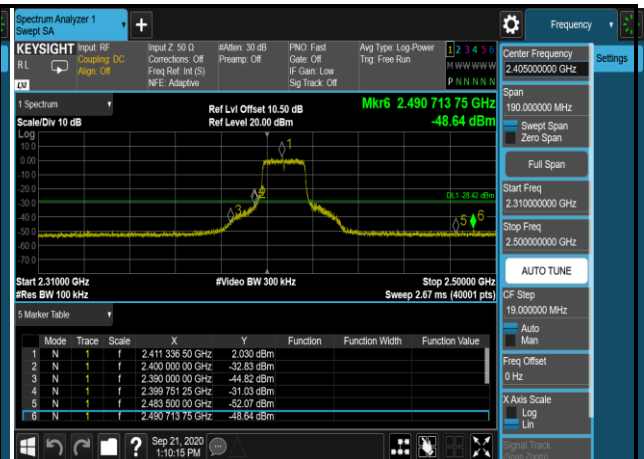 Spectrum Analyzer 1
Swept SA
+
Frequency
KEYSIGHT
RL
LXI
Input: RF
Coupling: DC
Align: Off
Input Z: 50 Ω
Corrections: Off
Freq Ref: Int (S)
NFE: Adaptive
#Atten: 30 dB
Preamp: Off
PNO: Fast
Gate: Off
IF Gain: Low
Sig Track: Off
Avg Type: Log-Power
Trig: Free Run
1 2 3 4 5 6
M W W W W W
P N N N N N
1 Spectrum
Scale/Div 10 dB
Ref Lvl Offset 10.50 dB
Ref Level 20.00 dBm
Mkr6 2.490 713 75 GHz
-48.64 dBm
Log
10.0
0.00
-10.0
-20.0
-30.0
-40.0
-50.0
-60.0
-70.0
1
2
3
4
5
6
DL1 -28.42 dBm
Start 2.31000 GHz
#Res BW 100 kHz
#Video BW 300 kHz
Stop 2.50000 GHz
Sweep 2.67 ms (40001 pts)
5 Marker Table
Mode Trace Scale X Y Function Function Width Function Value
1 N 1 f 2.411 336 50 GHz 2.030 dBm
2 N 1 f 2.400 000 00 GHz -32.83 dBm
3 N 1 f 2.390 000 00 GHz -44.82 dBm
4 N 1 f 2.399 751 25 GHz -31.03 dBm
5 N 1 f 2.483 500 00 GHz -52.07 dBm
6 N 1 f 2.490 713 75 GHz -48.64 dBm
?
Sep 21, 2020
1:10:15 PM
Center Frequency
2.405000000 GHz
Settings
Span
190.000000 MHz
Swept Span
Zero Span
Full Span
Start Freq
2.310000000 GHz
Stop Freq
2.500000000 GHz
AUTO TUNE
CF Step
19.000000 MHz
Auto
Man
Freq Offset
0 Hz
X Axis Scale
Log
Lin
Signal Track
(Span Zoom)